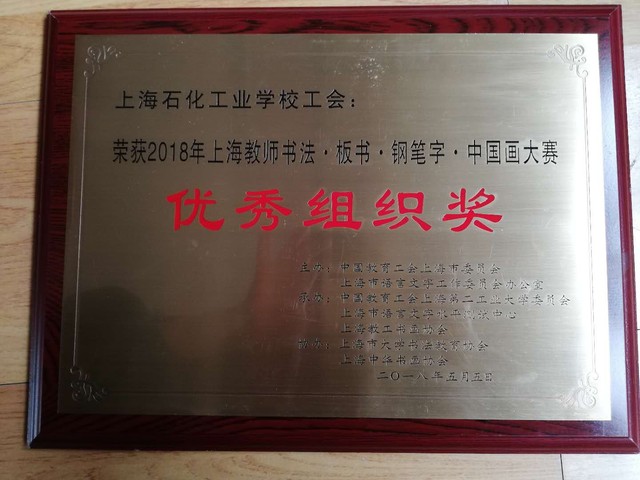 上海石化工业学校工会：
荣获2018年上海教师书法·板书·钢笔字·中国画大赛
优秀组织奖
主办：中国教育工会上海市委员会
上海市语言文字工作委员会办公室
承办：中国教育工会上海第二工业大学委员会
上海市语言文字水平测试中心
上海教工书画协会
协办：上海市大学书法教育协会
上海中华书画协会
二〇一八年五月五日